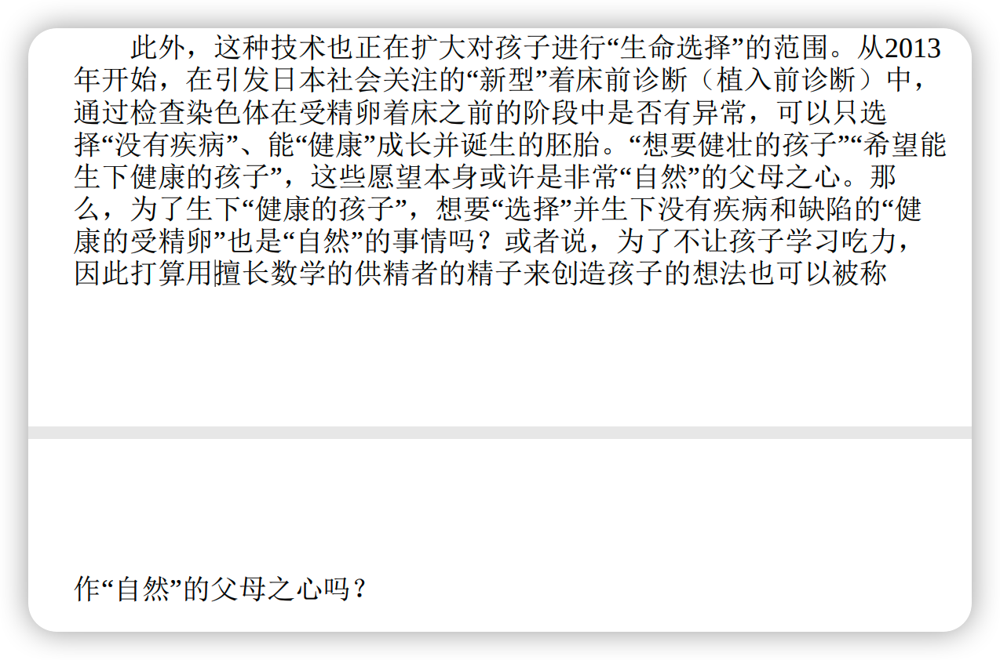 此外，这种技术也正在扩大对孩子进行“生命选择”的范围。从2013
年开始，在引发日本社会关注的“新型”着床前诊断（植入前诊断）中，
通过检查染色体在受精卵着床之前的阶段中是否有异常，可以只选
择“没有疾病”、能“健康”成长并诞生的胚胎。“想要健壮的孩子”“希望能
生下健康的孩子”，这些愿望本身或许是非常“自然”的父母之心。那
么，为了生下“健康的孩子”，想要“选择”并生下没有疾病和缺陷的“健
康的受精卵”也是“自然”的事情吗？或者说，为了不让孩子学习吃力，
因此打算用擅长数学的供精者的精子来创造孩子的想法也可以被称
作“自然”的父母之心吗？